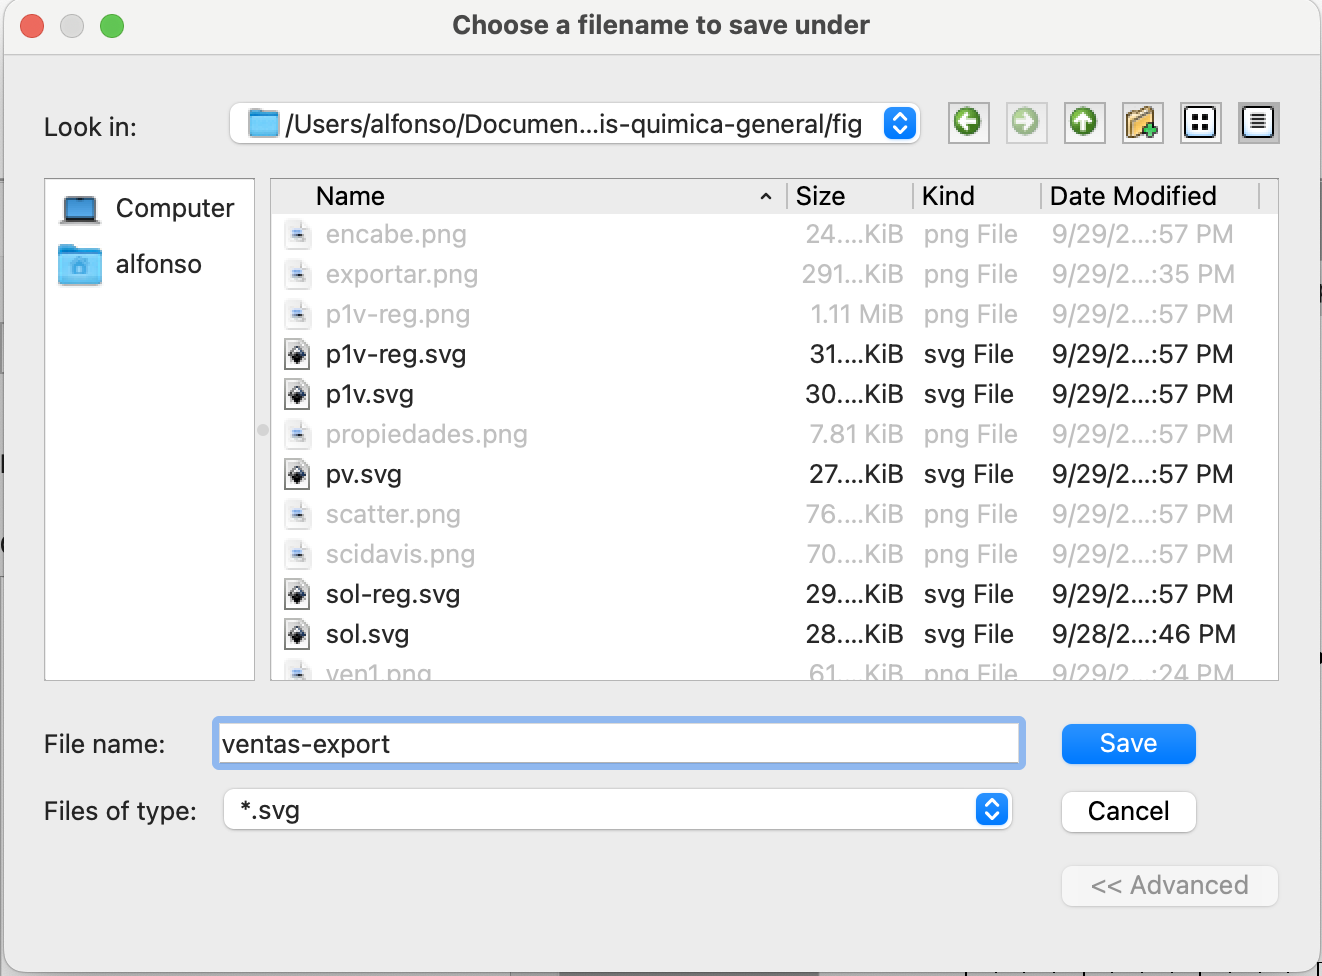 Choose a filename to save under
Look in: /Users/alfonso/Documen...is-quimica-general/fig
Computer
alfonso
Name Size Kind Date Modified
encabe.png 24....KiB png File 9/29/2...:57 PM
exportar.png 291...KiB png File 9/29/2...:35 PM
p1v-reg.png 1.11 MiB png File 9/29/2...:57 PM
p1v-reg.svg 31....KiB svg File 9/29/2...:57 PM
p1v.svg 30....KiB svg File 9/29/2...:57 PM
propiedades.png 7.81 KiB png File 9/29/2...:57 PM
pv.svg 27....KiB svg File 9/29/2...:57 PM
scatter.png 76....KiB png File 9/29/2...:57 PM
scidavis.png 70....KiB png File 9/29/2...:57 PM
sol-reg.svg 29....KiB svg File 9/29/2...:57 PM
sol.svg 28....KiB svg File 9/28/2...:46 PM
ven1.png 61....KiB png File 9/29/2...:24 PM
File name: ventas-export Save
Files of type: *.svg Cancel
<< Advanced